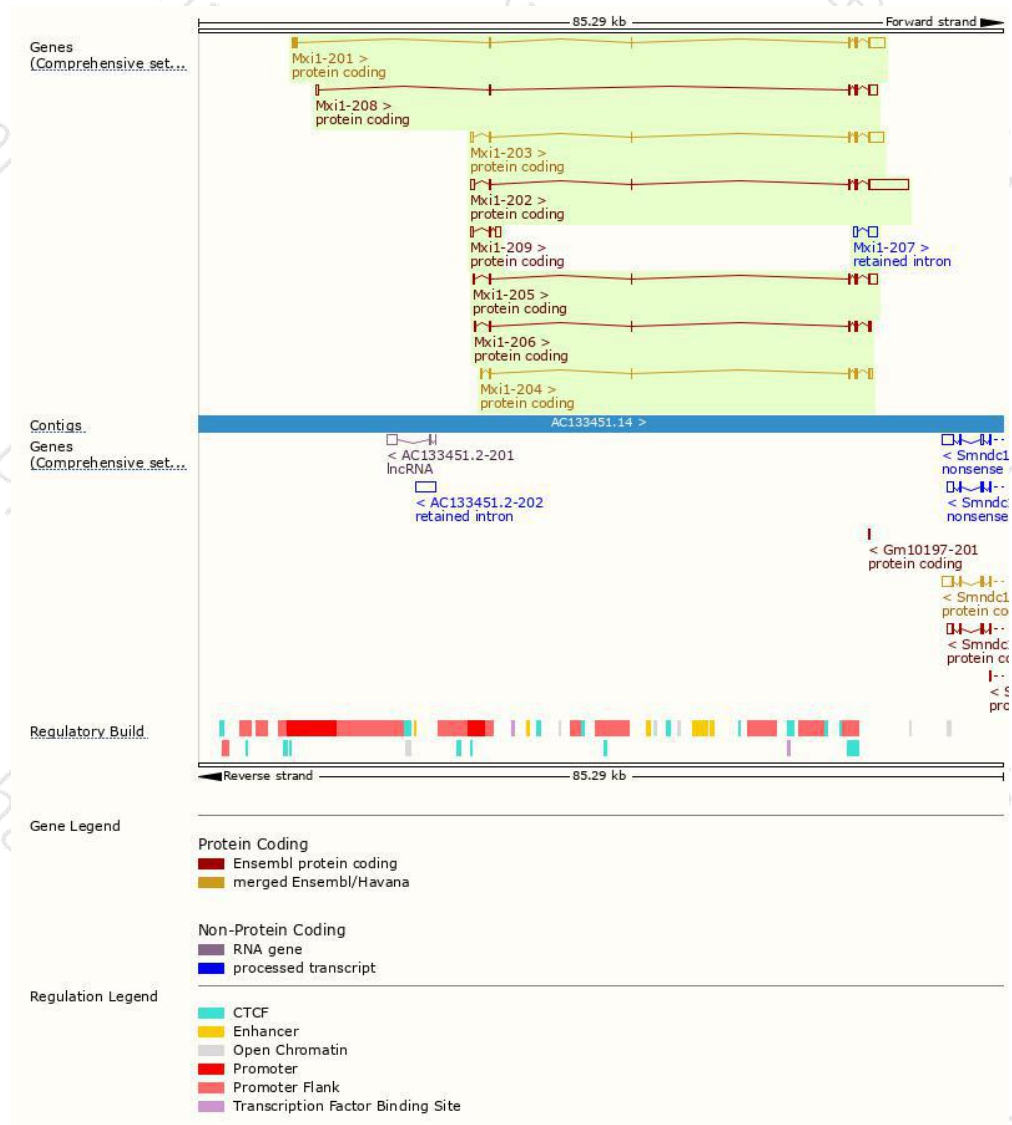 85.29 kb Forward strand
Genes
(Comprehensive set...
Mxi1-201 >
protein coding
Mxi1-208 >
protein coding
Mxi1-203 >
protein coding
Mxi1-202 >
protein coding
Mxi1-209 > Mxi1-207 >
protein coding retained intron
Mxi1-205 >
protein coding
Mxi1-206 >
protein coding
Mxi1-204 >
protein coding
Contigs AC133451.14 >
Genes
(Comprehensive set...
< AC133451.2-201 < Smndc1
lncRNA nonsense
< AC133451.2-202 < Smndc
retained intron nonsense
< Gm10197-201
protein coding
< Smndc1
protein co
< Smndc
protein co
< S
pro
Regulatory Build
Reverse strand 85.29 kb
Gene Legend
Protein Coding
Ensembl protein coding
merged Ensembl/Havana
Non-Protein Coding
RNA gene
processed transcript
Regulation Legend
CTCF
Enhancer
Open Chromatin
Promoter
Promoter Flank
Transcription Factor Binding Site